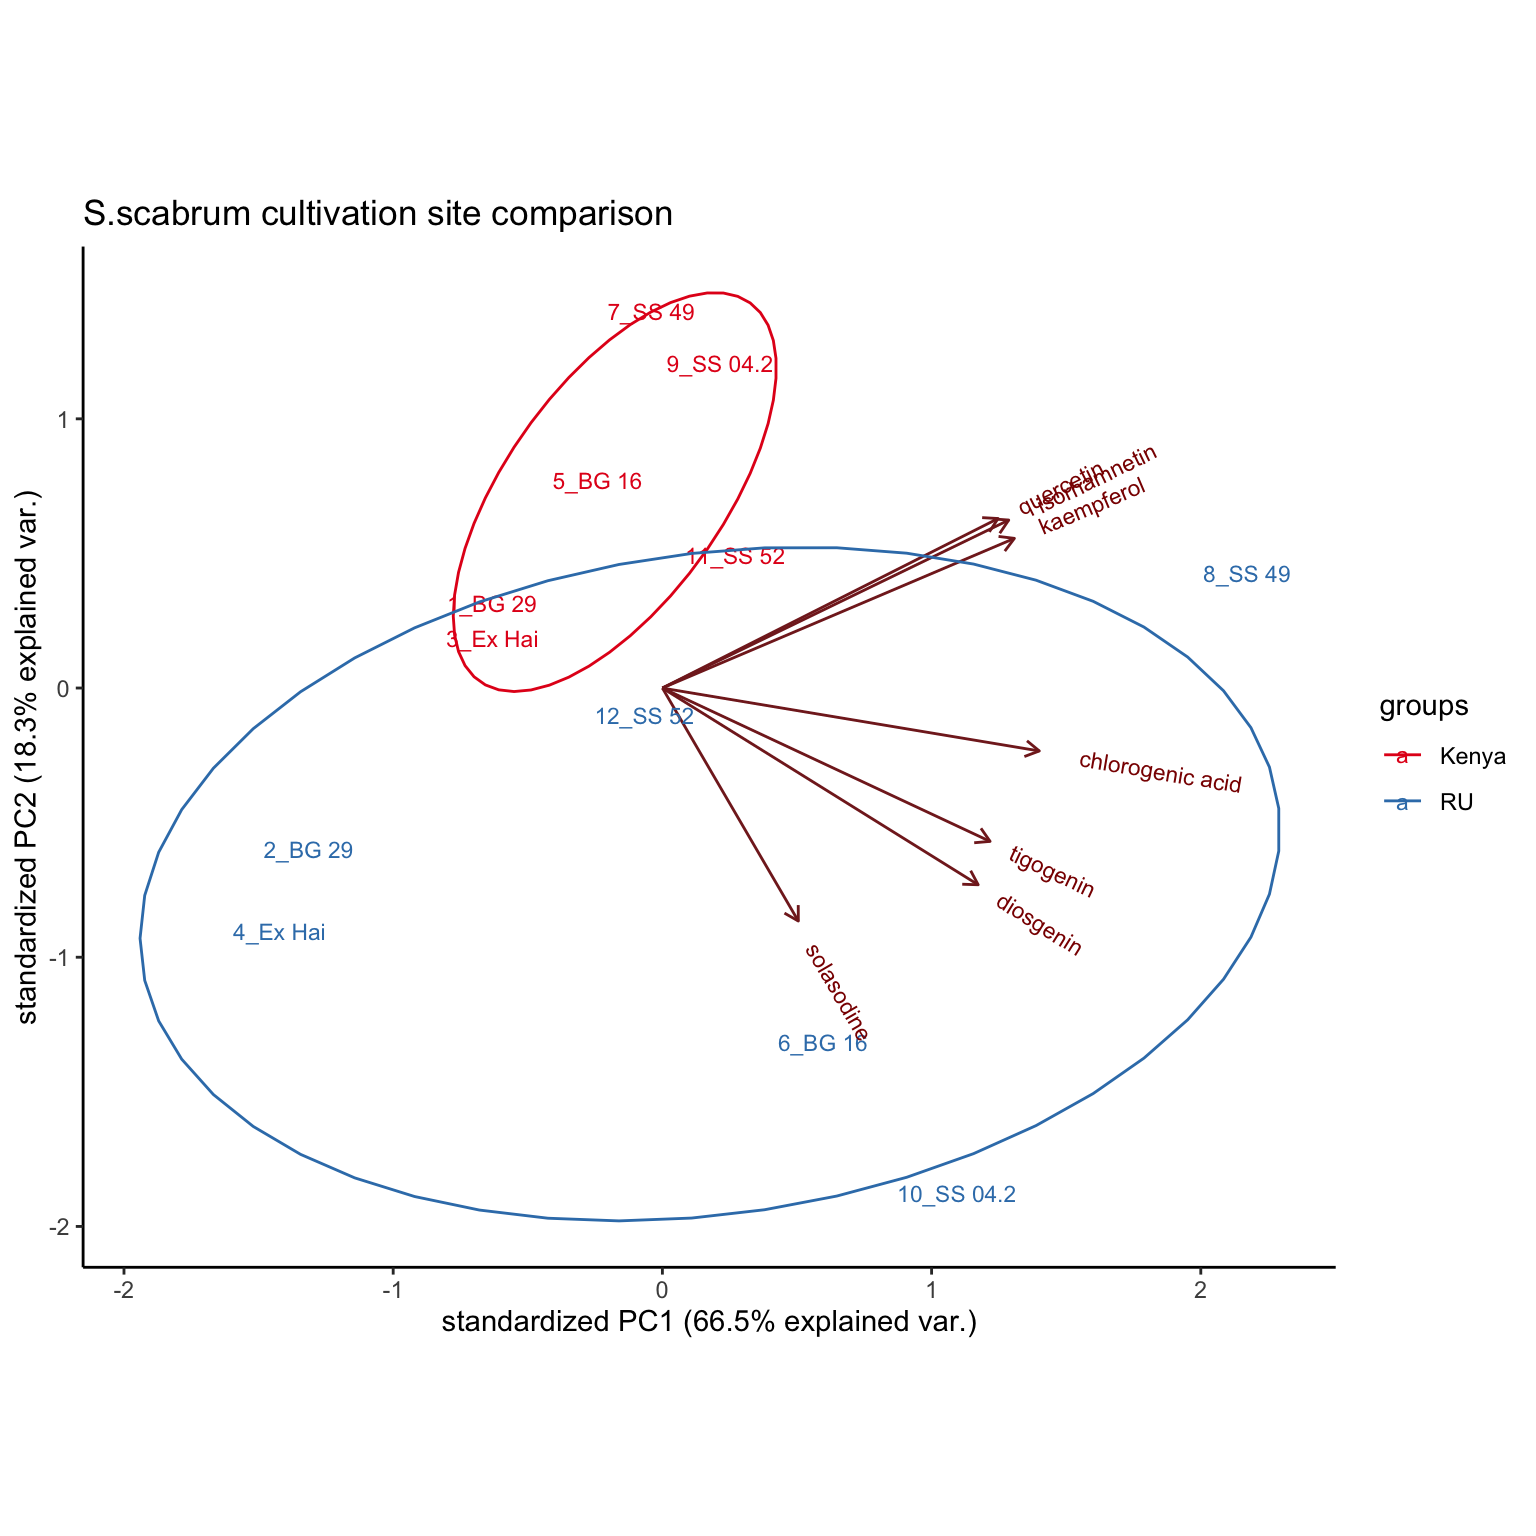 S.scabrum cultivation site comparison
7_SS 49
9_SS 04.2
5_BG 16
11_SS 52
1_BG 29
3_Ex Hai
quercetin
isorhamnetin
kaempferol
8_SS 49
12_SS 52
chlorogenic acid
tigogenin
diosgenin
solasodine
2_BG 29
4_Ex Hai
6_BG 16
10_SS 04.2
1
0
-1
-2
standardized PC2 (18.3% explained var.)
-2
-1
0
1
2
standardized PC1 (66.5% explained var.)
groups
a Kenya
a RU